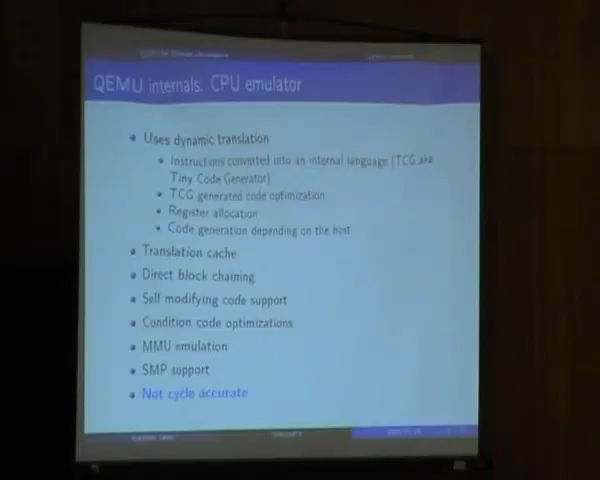 QEMU internals. CPU emulator
Uses dynamic translation
Instructions converted into an internal language (TCG aka
Tiny Code Generator)
TCG generated code optimization
Register allocation
Code generation depending on the host
Translation cache
Direct block chaining
Self modifying code support
Condition code optimizations
MMU emulation
SMP support
Not cycle accurate